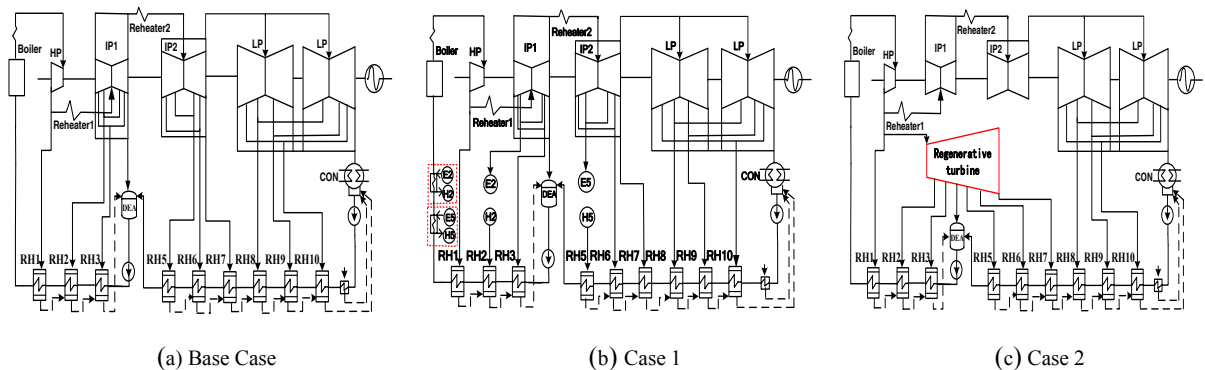 Reheater2
Boiler
HP
IP1
IP2
LP
LP
Reheater1
CON
DEA
RH1
RH2
RH3
RH5
RH6
RH7
RH8
RH9
RH10
(a) Base Case
Reheater2
Boiler
HP
IP1
IP2
LP
LP
Reheater1
E2
H2
E5
H5
E2
H2
E5
H5
CON
DEA
RH1
RH2
RH3
RH5
RH6
RH7
RH8
RH9
RH10
(b) Case 1
Reheater2
Boiler
HP
IP1
IP2
LP
LP
Reheater1
Regenerative
turbine
CON
DEA
RH1
RH2
RH3
RH5
RH6
RH7
RH8
RH9
RH10
(c) Case 2